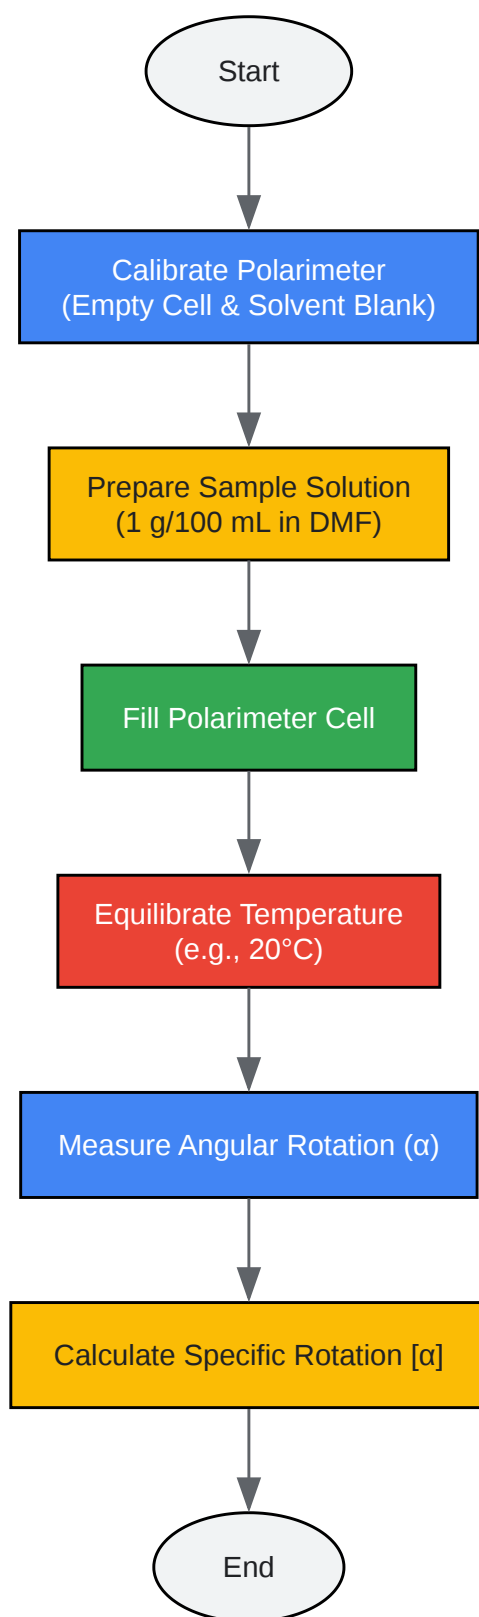 Start
Calibrate Polarimeter
(Empty Cell & Solvent Blank)
Prepare Sample Solution
(1 g/100 mL in DMF)
Fill Polarimeter Cell
Equilibrate Temperature
(e.g., 20°C)
Measure Angular Rotation (α)
Calculate Specific Rotation [α]
End